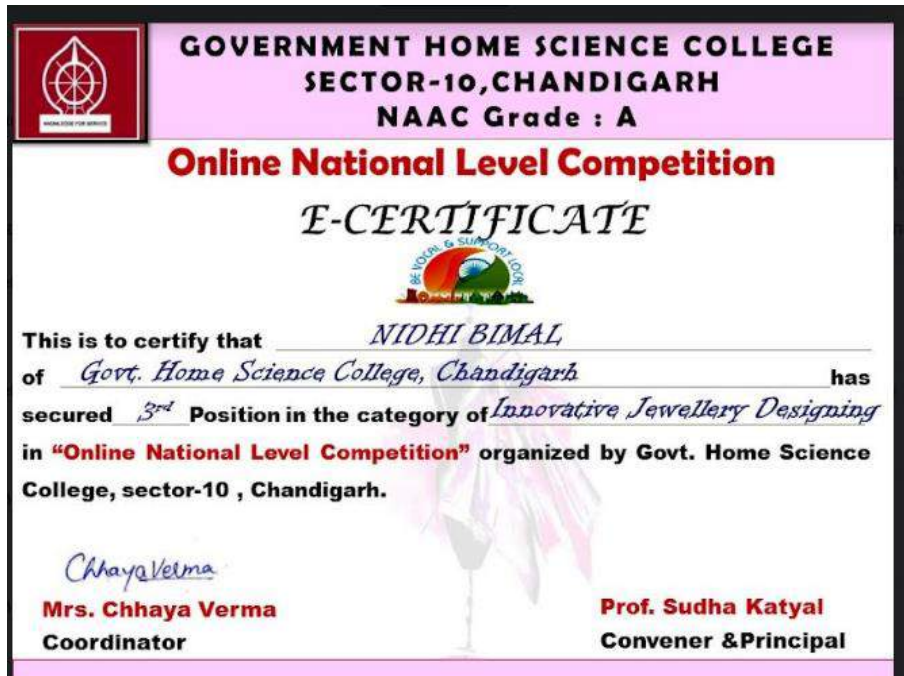 GOVERNMENT HOME SCIENCE COLLEGE
SECTOR-10,CHANDIGARH
NAAC Grade : A
KNOWLEDGE FOR SERVICE
Online National Level Competition
E-CERTIFICATE
BE VOCAL & SUPPORT LOCAL
This is to certify that NIDHI BIMAL
of Govt. Home Science College, Chandigarh has
secured 3rd Position in the category of Innovative Jewellery Designing
in “Online National Level Competition” organized by Govt. Home Science
College, sector-10 , Chandigarh.
Chhaya Verma
Mrs. Chhaya Verma
Prof. Sudha Katyal
Coordinator
Convener &Principal